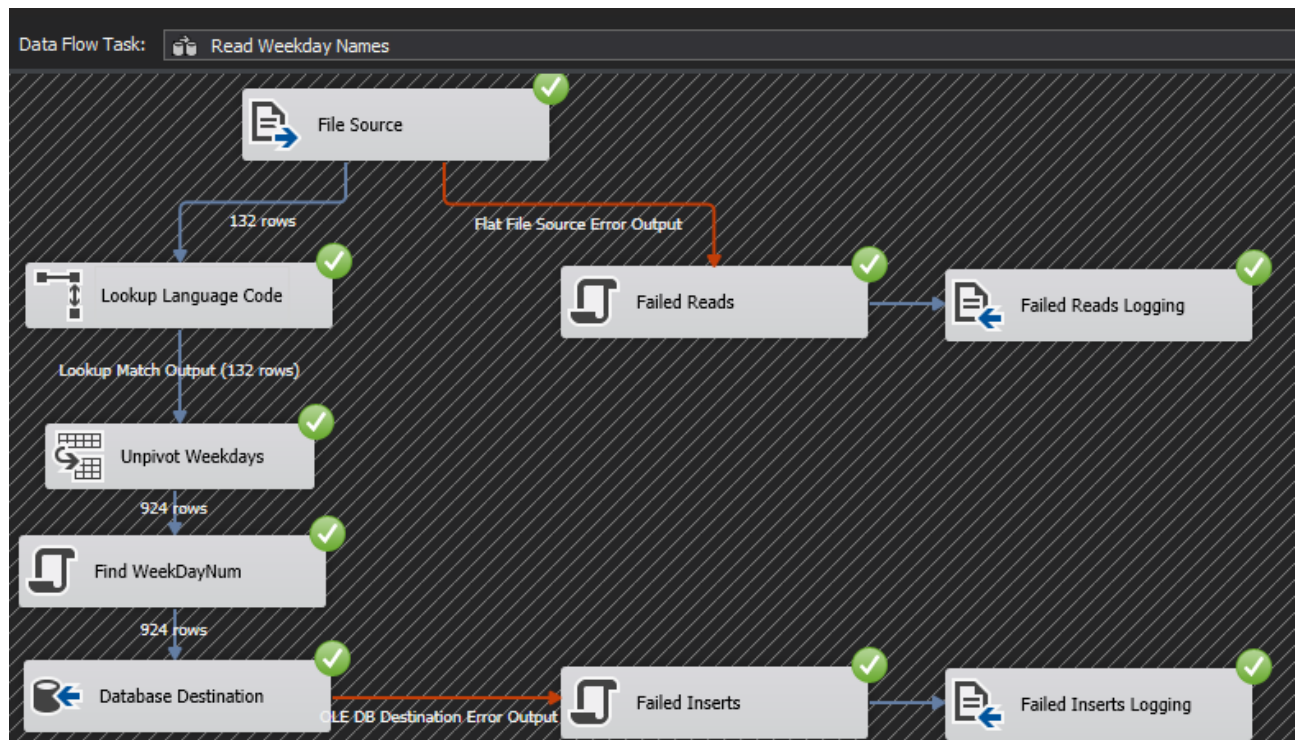 Data Flow Task: Read Weekday Names
File Source
132 rows
Flat File Source Error Output
Lookup Language Code
Failed Reads
Failed Reads Logging
Lookup Match Output (132 rows)
Unpivot Weekdays
924 rows
Find WeekDayNum
924 rows
Database Destination
OLE DB Destination Error Output
Failed Inserts
Failed Inserts Logging